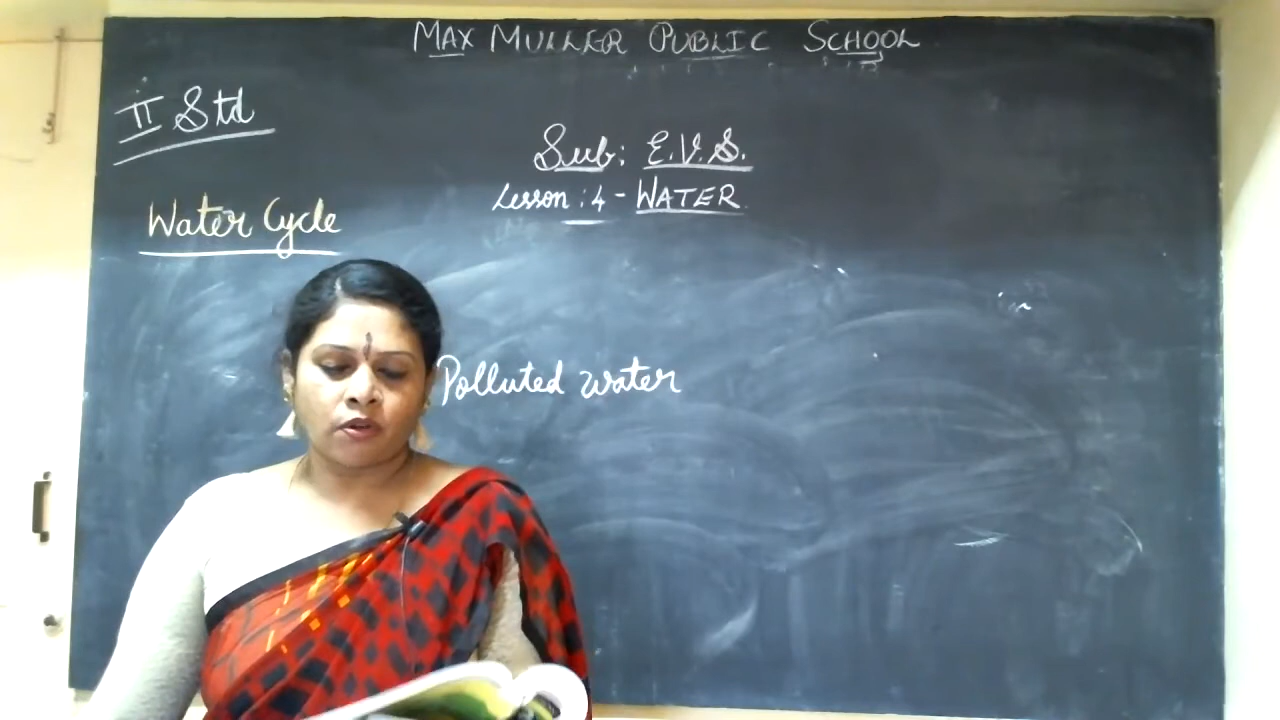 MAX MULLER PUBLIC SCHOOL
II Std
Sub: E.V.S.
Lesson : 4 - WATER
Water Cycle
Polluted water